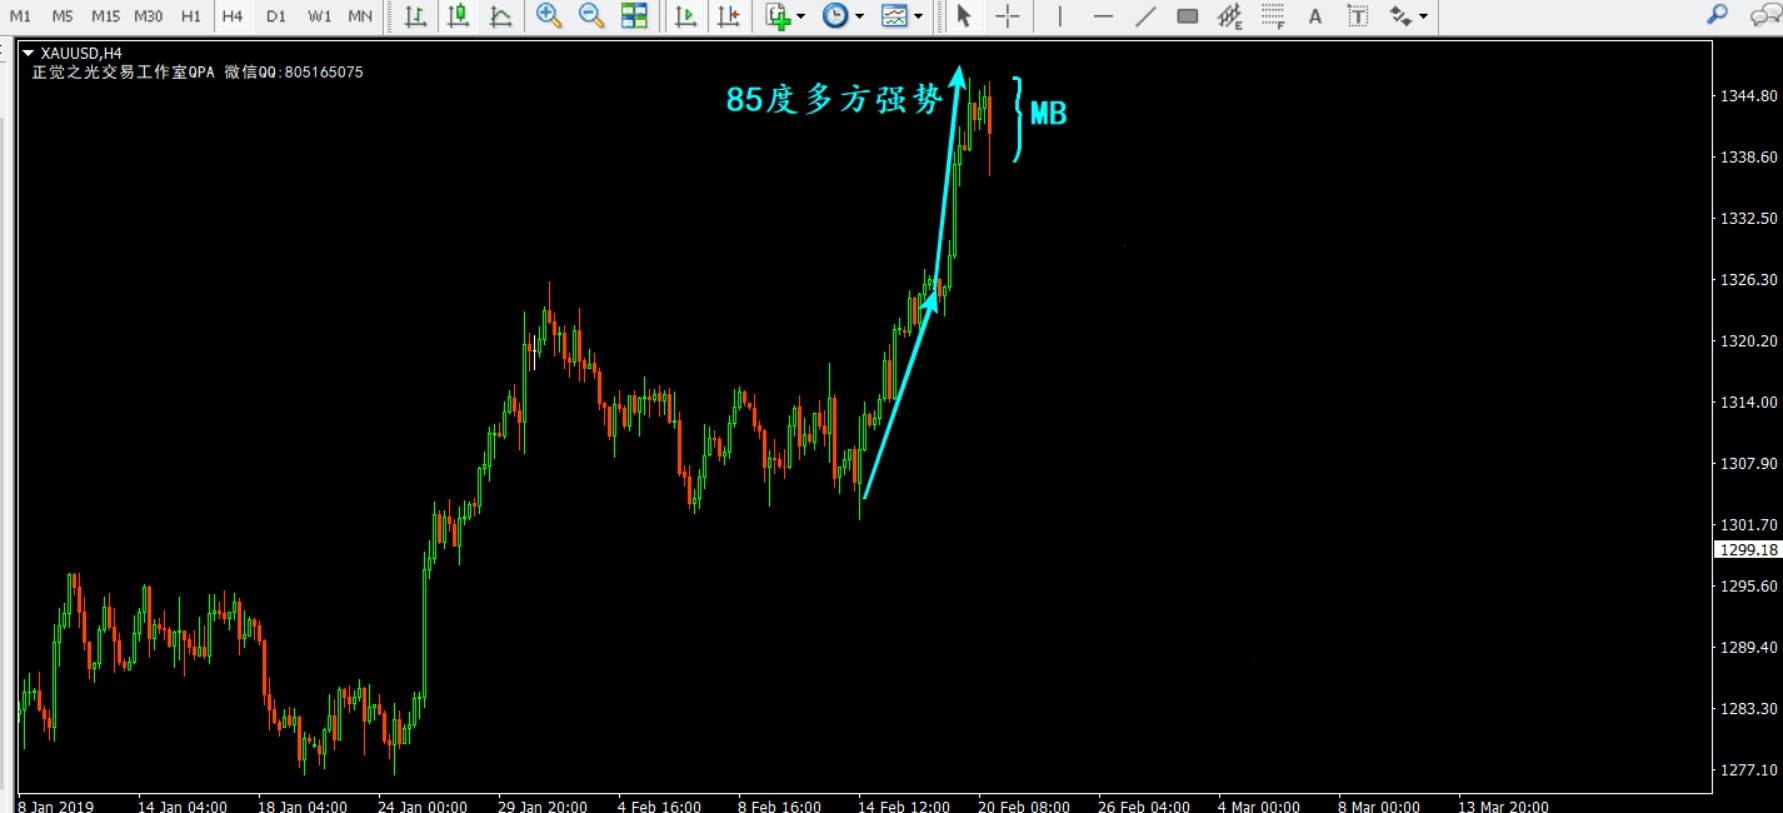 M1 M5 M15 M30 H1 H4 D1 W1 MN E F A T
XAUUSD,H4
正觉之光交易工作室QPA 微信QQ:805165075
85度多方强势
MB
1344.80
1338.60
1332.50
1326.30
1320.20
1314.00
1307.90
1301.70
1299.18
1295.60
1289.40
1283.30
1277.10
8 Jan 2019 14 Jan 04:00 18 Jan 04:00 24 Jan 00:00 29 Jan 20:00 4 Feb 16:00 8 Feb 16:00 14 Feb 12:00 20 Feb 08:00 26 Feb 04:00 4 Mar 00:00 8 Mar 00:00 13 Mar 20:00